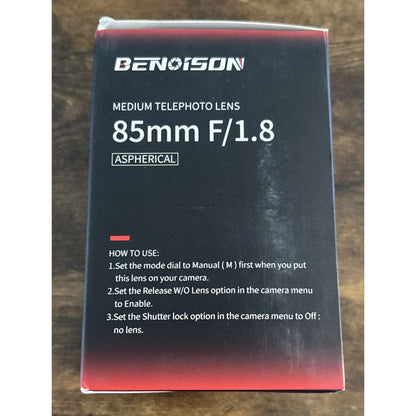 BENOISON
MEDIUM TELEPHOTO LENS
85mm F/1.8
ASPHERICAL
HOW TO USE:
1.Set the mode dial to Manual ( M ) first when you put
this lens on your camera.
2.Set the Release W/O Lens option in the camera menu
to Enable.
3.Set the Shutter lock option in the camera menu to Off :
no lens.